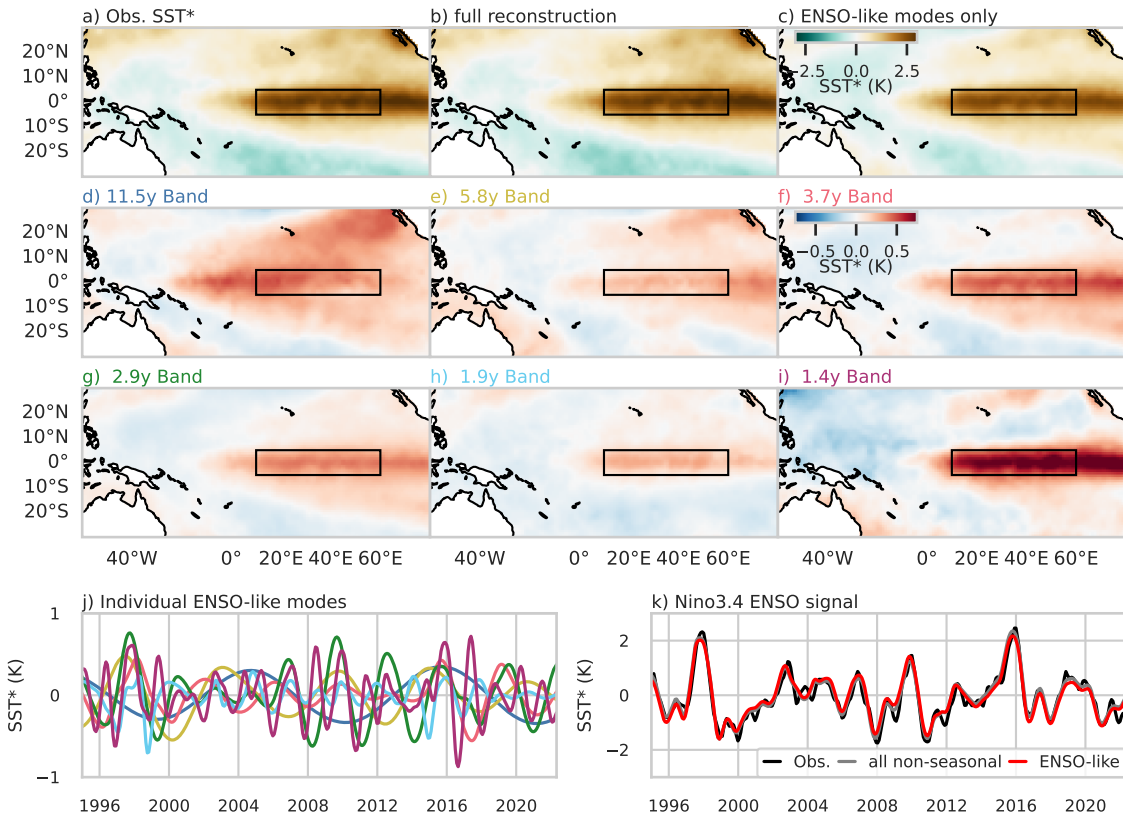 a) Obs. SST*
b) full reconstruction
c) ENSO-like modes only
20°N
10°N
0°
10°S
20°S
−2.5 0.0 2.5
SST* (K)
d) 11.5y Band
e) 5.8y Band
f) 3.7y Band
20°N
10°N
0°
10°S
20°S
−0.5 0.0 0.5
SST* (K)
g) 2.9y Band
h) 1.9y Band
i) 1.4y Band
20°N
10°N
0°
10°S
20°S
40°W 0° 20°E 40°E 60°E
40°W 0° 20°E 40°E 60°E
40°W 0° 20°E 40°E 60°E
j) Individual ENSO-like modes
SST* (K)
1
0
−1
1996 2000 2004 2008 2012 2016 2020
k) Nino3.4 ENSO signal
SST* (K)
2
0
−2
Obs. all non-seasonal ENSO-like
1996 2000 2004 2008 2012 2016 2020